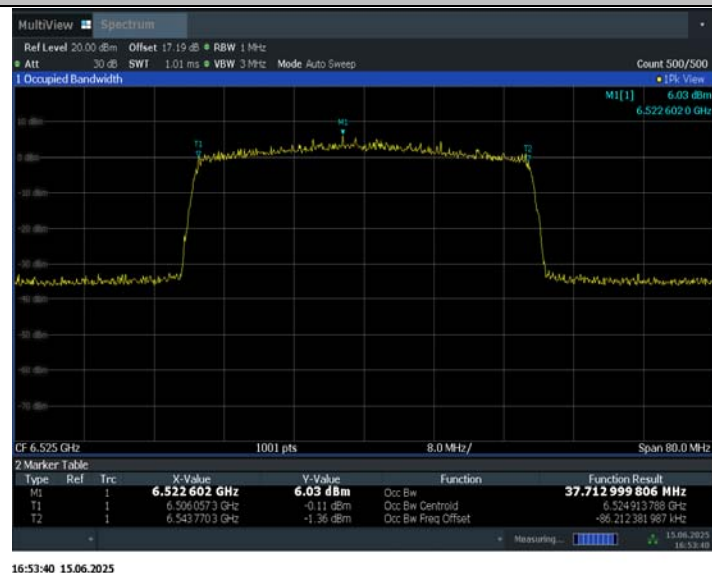 MultiView Spectrum
Ref Level 20.00 dBm Offset 17.19 dB RBW 1 MHz
Att 30 dB SWT 1.01 ms VBW 3 MHz Mode Auto Sweep Count 500/500
1 Occupied Bandwidth 1Pk View
M1[1] 6.03 dBm
6.522 602 0 GHz
10 dBm
M1
T1
T2
0 dBm
-10 dBm
-20 dBm
-30 dBm
-40 dBm
-50 dBm
-60 dBm
-70 dBm
CF 6.525 GHz 1001 pts 8.0 MHz/ Span 80.0 MHz
2 Marker Table
Type Ref Trc X-Value Y-Value Function Function Result
M1 1 6.522 602 GHz 6.03 dBm Occ Bw 37.712 999 806 MHz
T1 1 6.506 057 3 GHz -0.11 dBm Occ Bw Centroid 6.524 913 788 GHz
T2 1 6.543 770 3 GHz -1.36 dBm Occ Bw Freq Offset -86.212 381 987 kHz
Measuring... 15.06.2025
16:53:40
16:53:40 15.06.2025